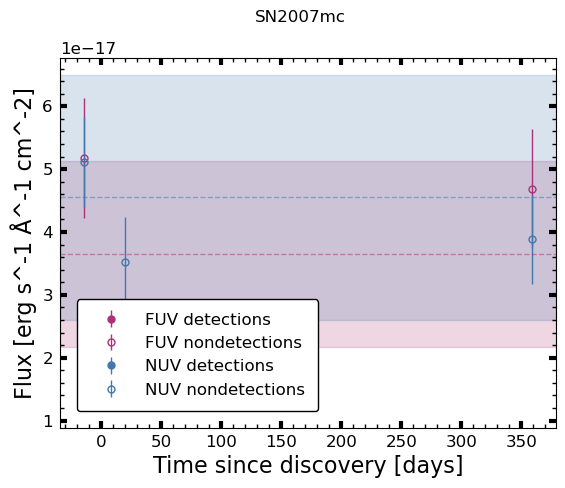 SN2007mc
1e−17
6
5
4
3
2
1
Flux [erg s^-1 Å^-1 cm^-2]
FUV detections
FUV nondetections
NUV detections
NUV nondetections
0 50 100 150 200 250 300 350
Time since discovery [days]